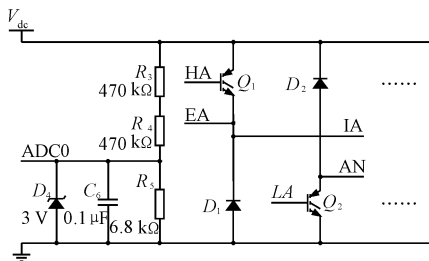 V_dc
R_3
470 kΩ
HA
Q_1
D_2
......
R_4
470 kΩ
EA
IA
ADC0
AN
D_4
C_6
R_5
3 V
0.1 μF
6.8 kΩ
D_1
LA
Q_2
......